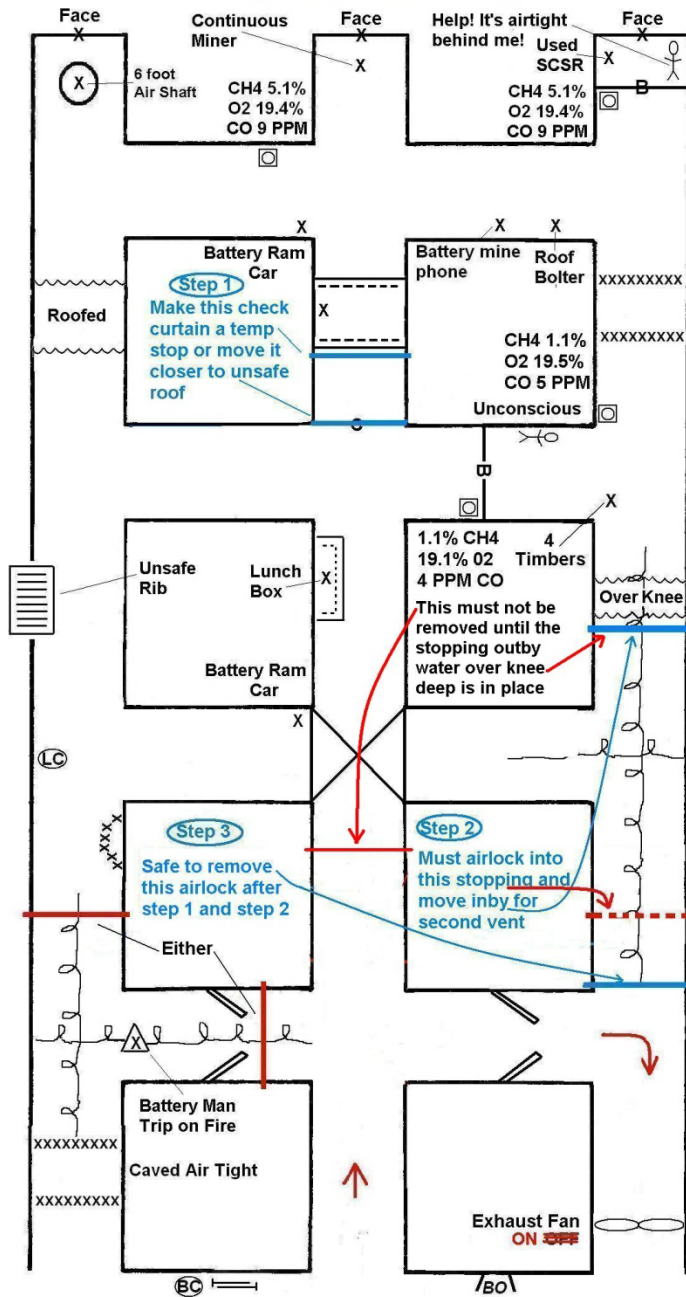 Face
Face
Face
X
X
X
Continuous
Miner
X
Help! It's airtight
behind me!
Used
SCSR
X
6 foot
Air Shaft
X
CH4 5.1%
O2 19.4%
CO 9 PPM
CH4 5.1%
O2 19.4%
CO 9 PPM
B
X
Battery Ram
Car
X
X
Battery mine
phone
Roof
Bolter
Roofed
Step 1
Make this check
curtain a temp
stop or move it
closer to unsafe
roof
X
XXXXXXXXX
XXXXXXXXX
CH4 1.1%
O2 19.5%
CO 5 PPM
Unconscious
C
B
Unsafe
Rib
Lunch
Box
X
Battery Ram
Car
X
1.1% CH4
19.1% 02
4 PPM CO
4
Timbers
X
Over Knee
This must not be
removed until the
stopping outby
water over knee
deep is in place
LC
XXXXX
Step 3
Safe to remove
this airlock after
step 1 and step 2
Step 2
Must airlock into
this stopping and
move inby for
second vent
Either
X
Battery Man
Trip on Fire
XXXXXXXXX
XXXXXXXXX
Caved Air Tight
Exhaust Fan
ON OFF
BC
BO